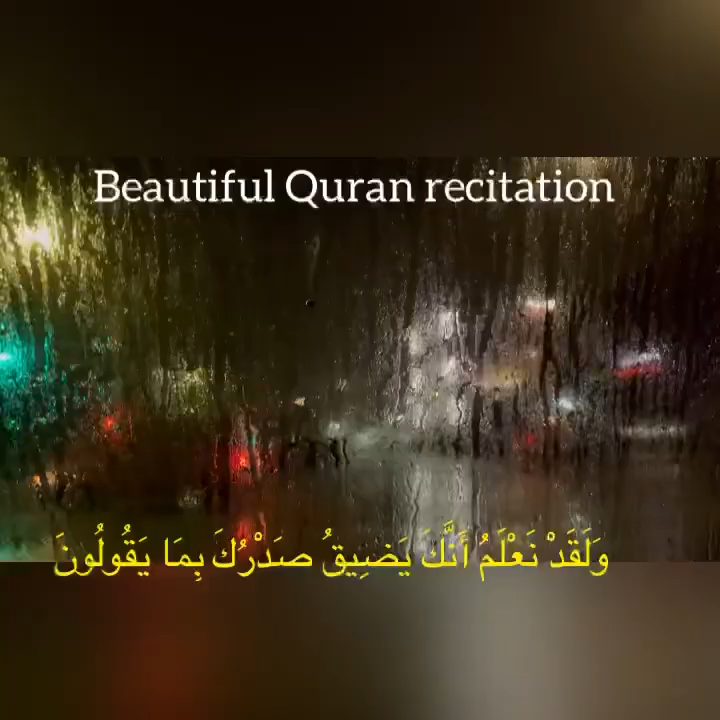 Beautiful Quran recitation
وَلَقَدْ نَعْلَمُ أَنَّكَ يَضِيقُ صَدْرُكَ بِمَا يَقُولُونَ